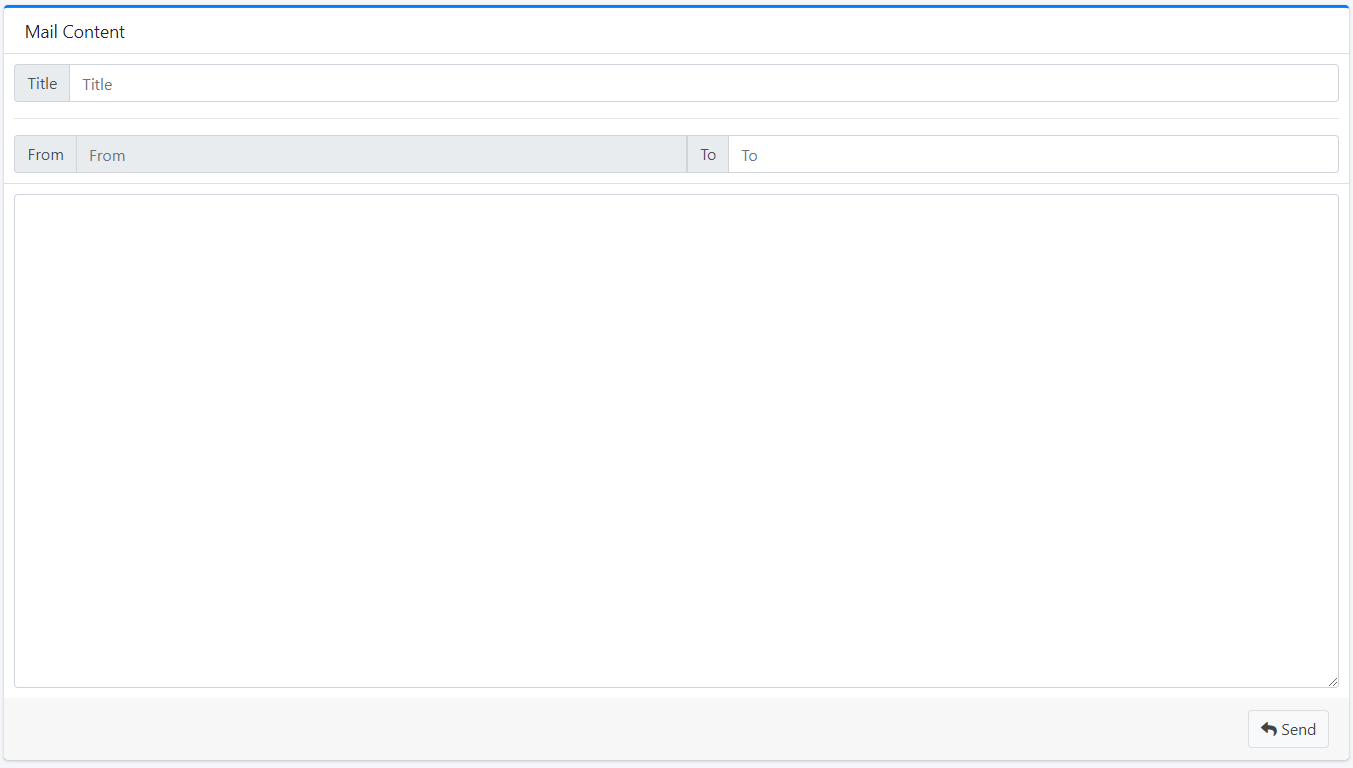 Mail Content
Title Title
From From To To
Send